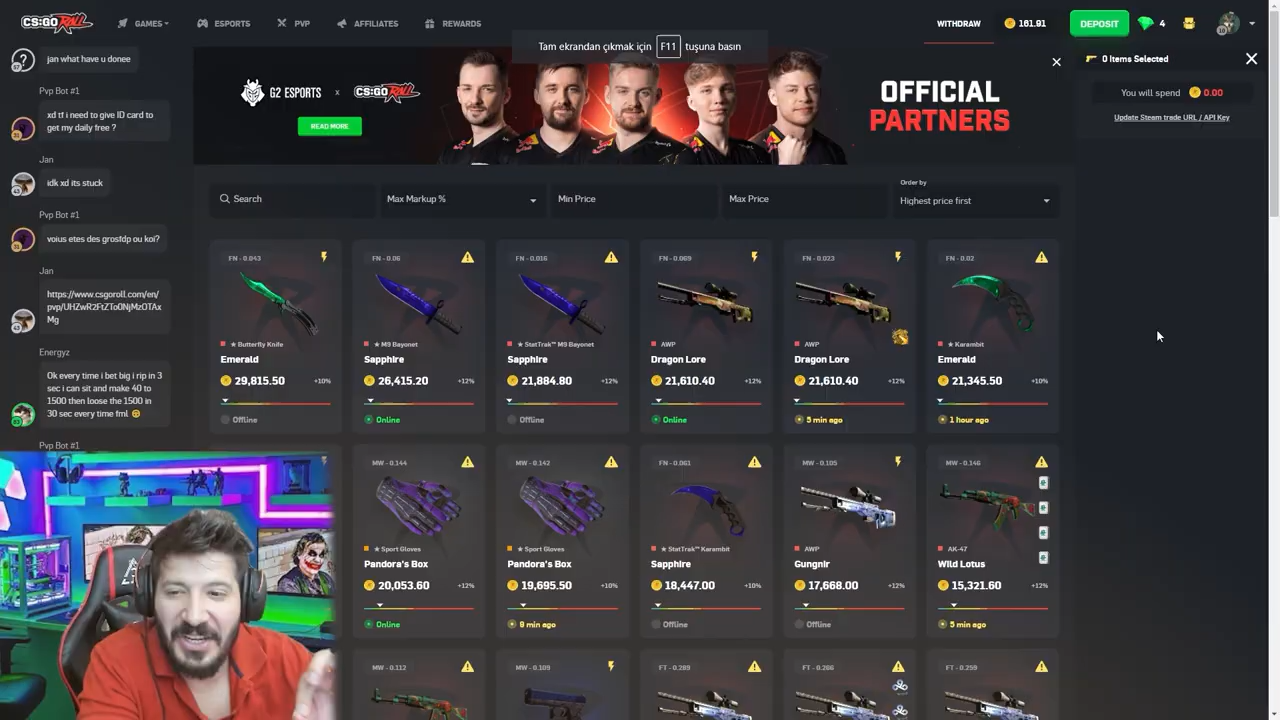 CS:GO ROLL
GAMES
ESPORTS
PVP
AFFILIATES
REWARDS
WITHDRAW
161.91
DEPOSIT
4
Tam ekrandan çıkmak için F11 tuşuna basın
jan what have u donee
Pvp Bot #1
xd tf i need to give ID card to
get my daily free ?
Jan
idk xd its stuck
Pvp Bot #1
voius etes des grosfdp ou koi?
Jan
https://www.csgoroll.com/en/
Energyz
Ok every time i bet big i rip in 3
sec i can sit and make 40 to
1500 then loose the 1500 in
30 sec every time fml
Pvp Bot #1
G2 ESPORTS x CS:GO ROLL
READ MORE
OFFICIAL
PARTNERS
0 Items Selected
You will spend 0.00
Update Steam trade URL / API Key
Search
Max Markup %
Min Price
Max Price
Order by
Highest price first
FN - 0.043
★ Butterfly Knife
Emerald
29,815.50 +10%
Offline
FN - 0.06
★ M9 Bayonet
Sapphire
26,415.20 +12%
Online
FN - 0.016
★ StatTrak™ M9 Bayonet
Sapphire
21,884.80 +12%
Offline
FN - 0.069
AWP
Dragon Lore
21,610.40 +12%
Online
FN - 0.023
AWP
Dragon Lore
21,610.40 +12%
5 min ago
FN - 0.02
★ Karambit
Emerald
21,345.50 +10%
1 hour ago
MW - 0.144
★ Sport Gloves
Pandora's Box
20,053.60 +12%
Online
MW - 0.142
★ Sport Gloves
Pandora's Box
19,695.50 +10%
9 min ago
FN - 0.061
★ StatTrak™ Karambit
Sapphire
18,447.00 +10%
Offline
MW - 0.105
AWP
Gungnir
17,668.00 +12%
Offline
MW - 0.146
AK-47
Wild Lotus
15,321.60 +12%
5 min ago
MW - 0.112
MW - 0.109
FT - 0.289
FT - 0.266
FT - 0.259